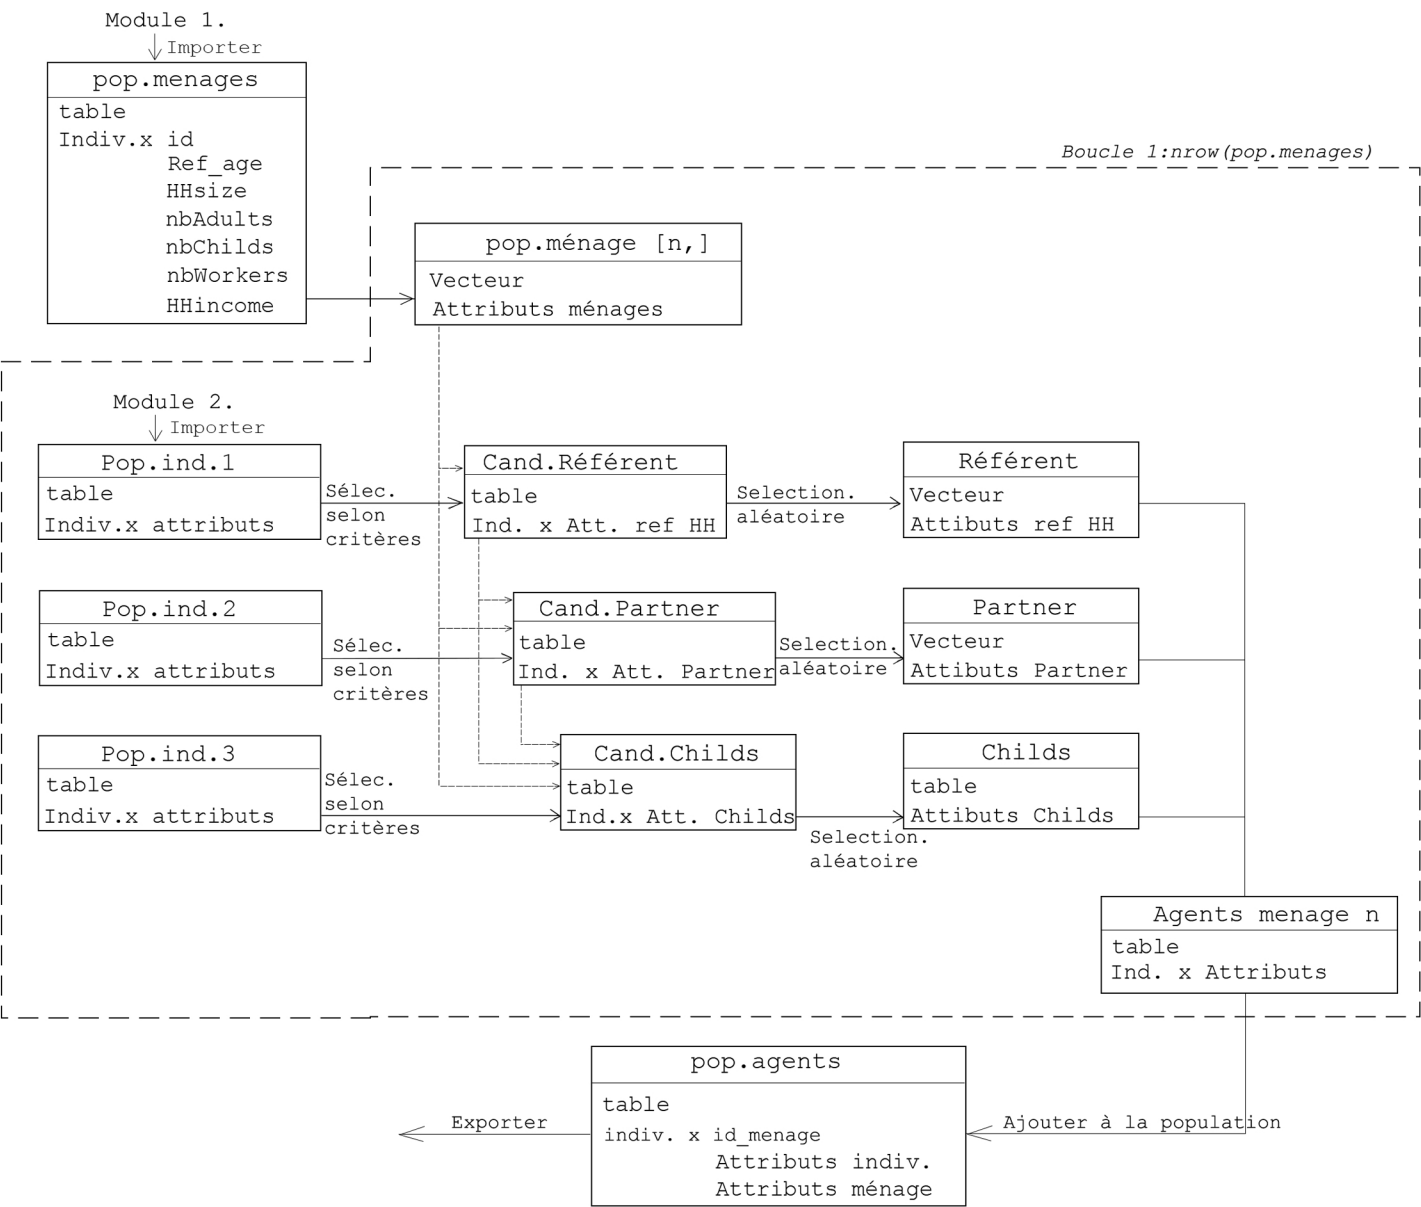 Module 1.
Importer
pop.menages
table
Indiv.x id
Ref_age
HHsize
nbAdults
nbChilds
nbWorkers
HHincome
Boucle 1:nrow(pop.menages)
pop.ménage [n,]
Vecteur
Attributs ménages
Module 2.
Importer
Pop.ind.1
table
Indiv.x attributs
Sélec.
selon
critères
Cand.Référent
table
Ind. x Att. ref HH
Selection.
aléatoire
Référent
Vecteur
Attibuts ref HH
Pop.ind.2
table
Indiv.x attributs
Sélec.
selon
critères
Cand.Partner
table
Ind. x Att. Partner
Selection.
aléatoire
Partner
Vecteur
Attibuts Partner
Pop.ind.3
table
Indiv.x attributs
Sélec.
selon
critères
Cand.Childs
table
Ind.x Att. Childs
Selection.
aléatoire
Childs
table
Attibuts Childs
Agents menage n
table
Ind. x Attributs
Ajouter à la population
pop.agents
table
indiv. x id_menage
Attributs indiv.
Attributs ménage
Exporter